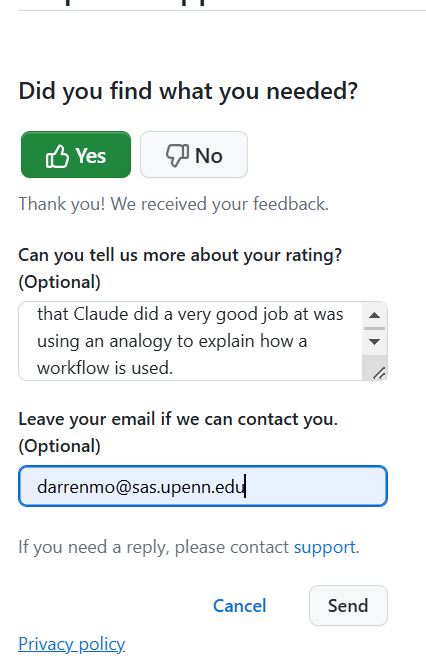 Did you find what you needed?
Yes
No
Thank you! We received your feedback.
Can you tell us more about your rating?
(Optional)
that Claude did a very good job at was
using an analogy to explain how a
workflow is used.
Leave your email if we can contact you.
(Optional)
darrenmo@sas.upenn.edu
If you need a reply, please contact support.
Cancel
Send
Privacy policy